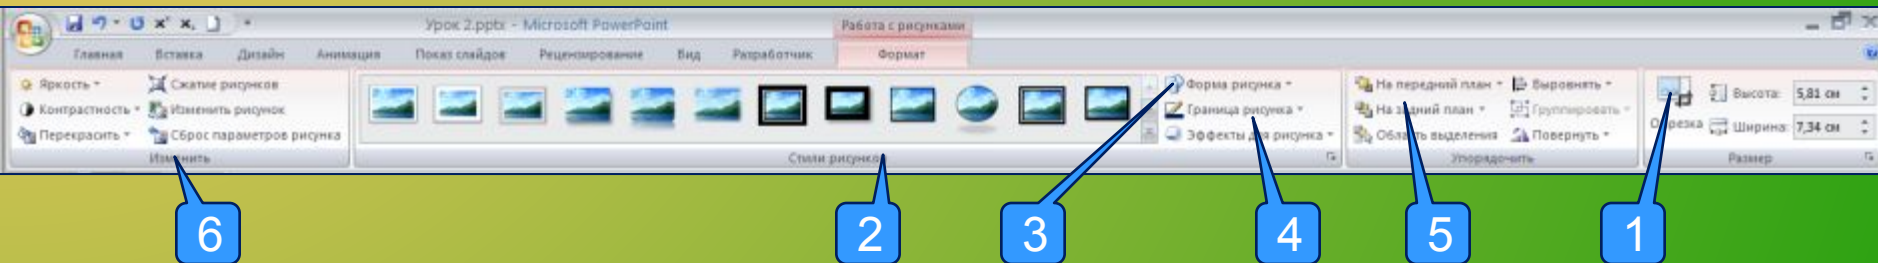 Урок 2.pptx - Microsoft PowerPoint
Работа с рисунками
Главная Вставка Дизайн Анимация Показ слайдов Рецензирование Вид Разработчик Формат
Яркость Сжатие рисунков Форма рисунка На передний план Выровнять Высота: 5,81 см
Контрастность Изменить рисунок Граница рисунка На задний план Группировать
Перекрасить Сброс параметров рисунка Эффекты для рисунка Область выделения Повернуть Обрезка Ширина: 7,34 см
Изменить Стили рисунков Упорядочить Размер
6 2 3 4 5 1